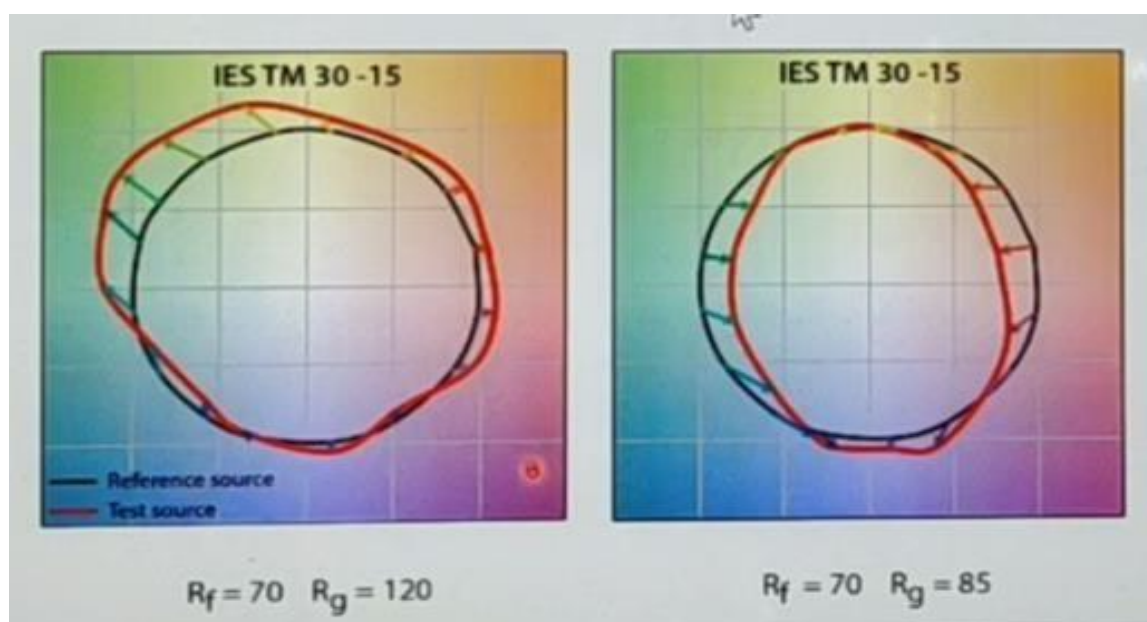 IES TM 30 -15
Reference source
Test source
Rf = 70 Rg = 120
IES TM 30 -15
Rf = 70 Rg = 85